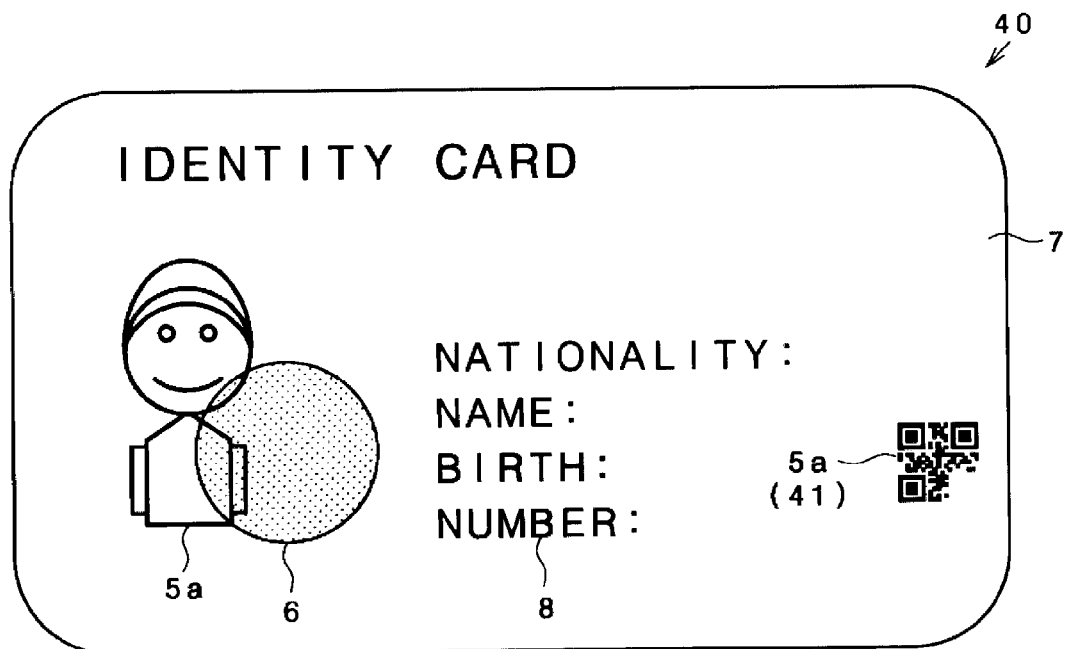 40
IDENTITY CARD
7
NATIONALITY:
NAME:
BIRTH:
5a
(41)
NUMBER:
5a
6
8